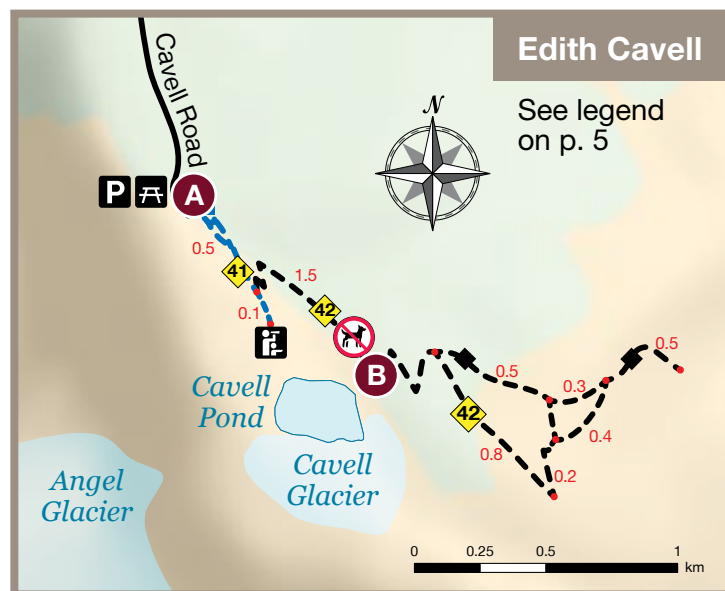 Edith Cavell
See legend
on p. 5
N
Cavell Road
P
A
0.5
41
1.5
0.1
42
B
0.5
0.3
0.5
42
0.4
0.8
0.2
Cavell
Pond
Cavell
Glacier
Angel
Glacier
0 0.25 0.5 1
km